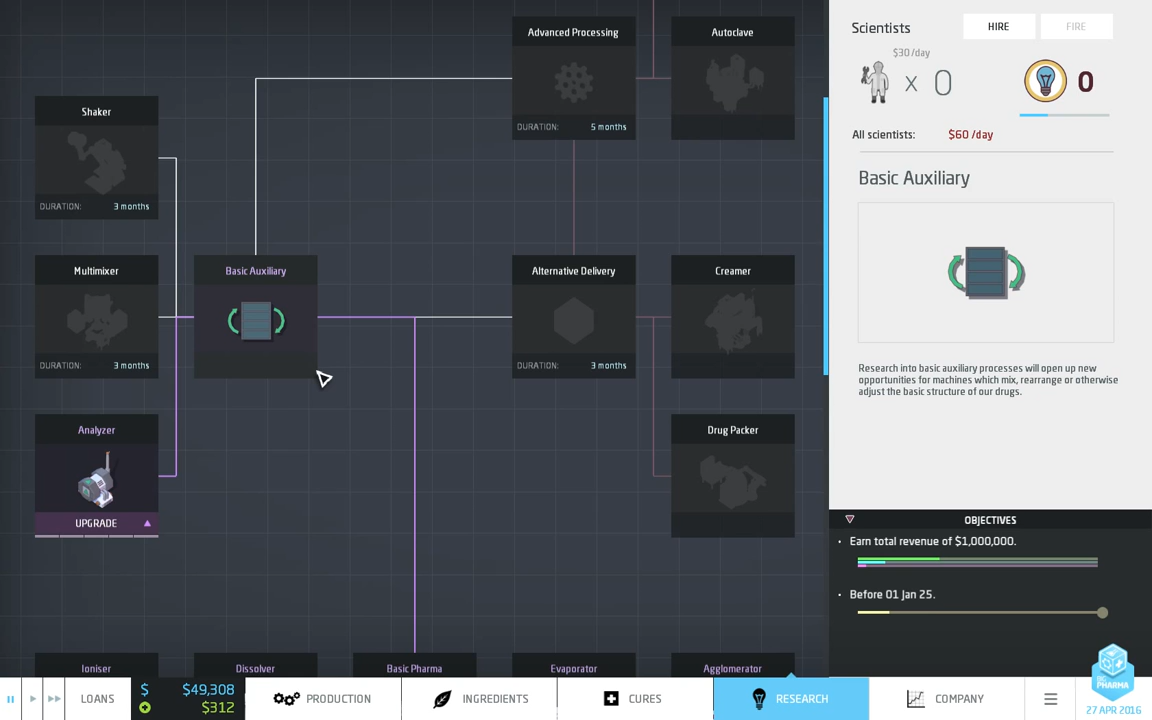 Advanced Processing
Autoclave
DURATION: 5 months
Shaker
DURATION: 3 months
Multimixer
DURATION: 3 months
Basic Auxiliary
Alternative Delivery
DURATION: 3 months
Creamer
Analyzer
UPGRADE
Drug Packer
Ioniser
Dissolver
Basic Pharma
Evaporator
Agglomerator
Scientists
HIRE
FIRE
$30 /day
X 0
0
All scientists: $60 /day
Basic Auxiliary
Research into basic auxiliary processes will open up new
opportunities for machines which mix, rearrange or otherwise
adjust the basic structure of our drugs.
OBJECTIVES
• Earn total revenue of $1,000,000.
• Before 01 Jan 25.
LOANS
$ $49,308
$312
PRODUCTION
INGREDIENTS
CURES
RESEARCH
COMPANY
BIG PHARMA
27 APR 2016